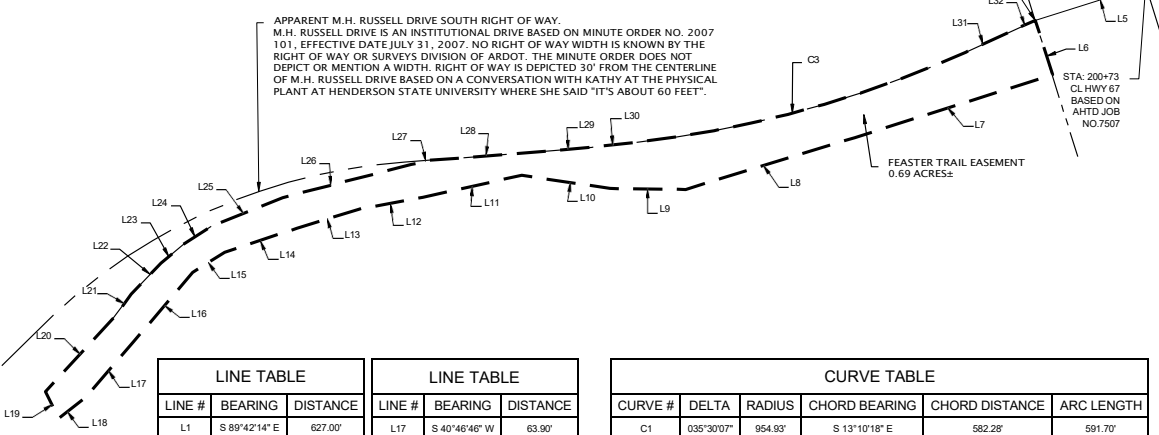 APPARENT M.H. RUSSELL DRIVE SOUTH RIGHT OF WAY.
M.H. RUSSELL DRIVE IS AN INSTITUTIONAL DRIVE BASED ON MINUTE ORDER NO. 2007
101, EFFECTIVE DATE JULY 31, 2007. NO RIGHT OF WAY WIDTH IS KNOWN BY THE
RIGHT OF WAY OR SURVEYS DIVISION OF ARDOT. THE MINUTE ORDER DOES NOT
DEPICT OR MENTION A WIDTH. RIGHT OF WAY IS DEPICTED 30' FROM THE CENTERLINE
OF M.H. RUSSELL DRIVE BASED ON A CONVERSATION WITH KATHY AT THE PHYSICAL
PLANT AT HENDERSON STATE UNIVERSITY WHERE SHE SAID "IT'S ABOUT 60 FEET".
L32
L5
L31
L6
C3
STA: 200+73
CL HWY 67
BASED ON
AHTD JOB
NO.7507
L30
L29
L28
L27
L7
L26
FEASTER TRAIL EASEMENT
0.69 ACRES±
L8
L25
L11
L10
L9
L24
L12
L23
L13
L22
L14
L15
L21
L16
L20
L17
L19
L18
LINE TABLE
LINE # BEARING DISTANCE
L1 S 89°42'14" E 627.00'
LINE TABLE
LINE # BEARING DISTANCE
L17 S 40°46'46" W 63.90'
CURVE TABLE
CURVE # DELTA RADIUS CHORD BEARING CHORD DISTANCE ARC LENGTH
C1 035°30'07" 954.93' S 13°10'18" E 582.28' 591.70'